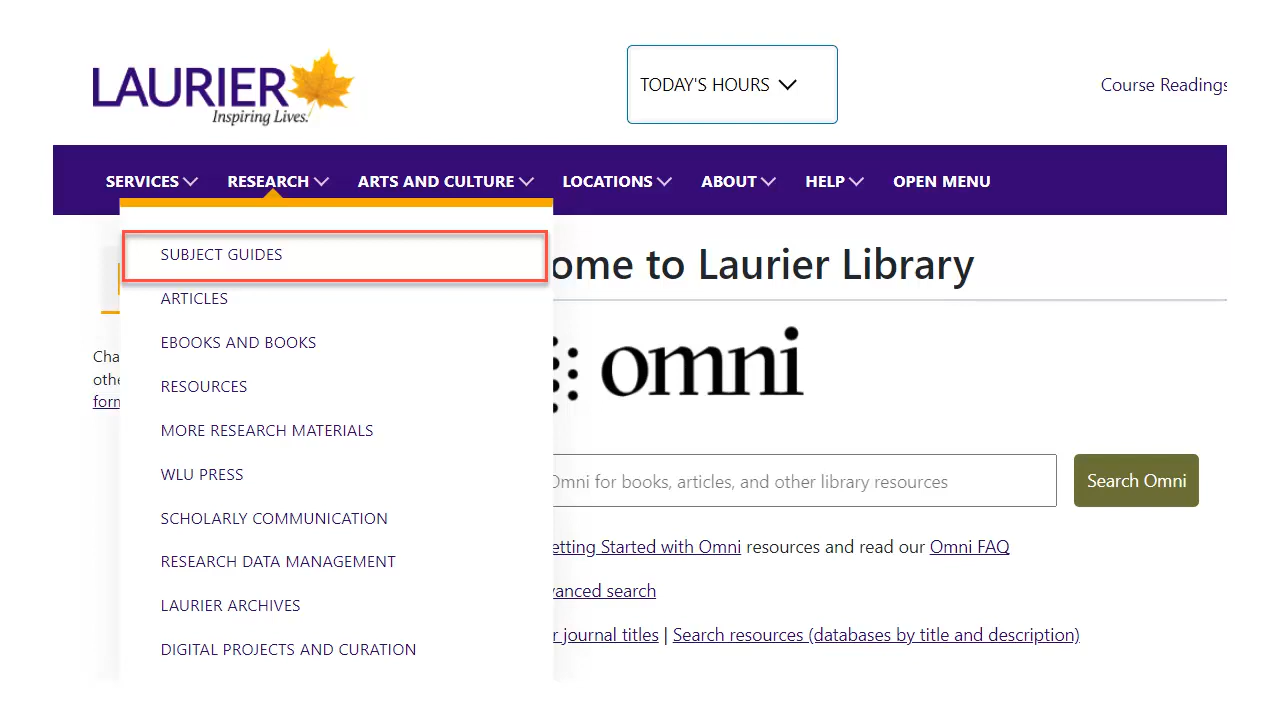 LAURIER
Inspiring Lives.
TODAY'S HOURS
Course Readings
SERVICES RESEARCH ARTS AND CULTURE LOCATIONS ABOUT HELP OPEN MENU
SUBJECT GUIDES
ARTICLES
EBOOKS AND BOOKS
RESOURCES
MORE RESEARCH MATERIALS
WLU PRESS
SCHOLARLY COMMUNICATION
RESEARCH DATA MANAGEMENT
LAURIER ARCHIVES
DIGITAL PROJECTS AND CURATION
ome to Laurier Library
omni
Cha
othe
form
Omni for books, articles, and other library resources
Search Omni
etting Started with Omni resources and read our Omni FAQ
vanced search
r journal titles | Search resources (databases by title and description)